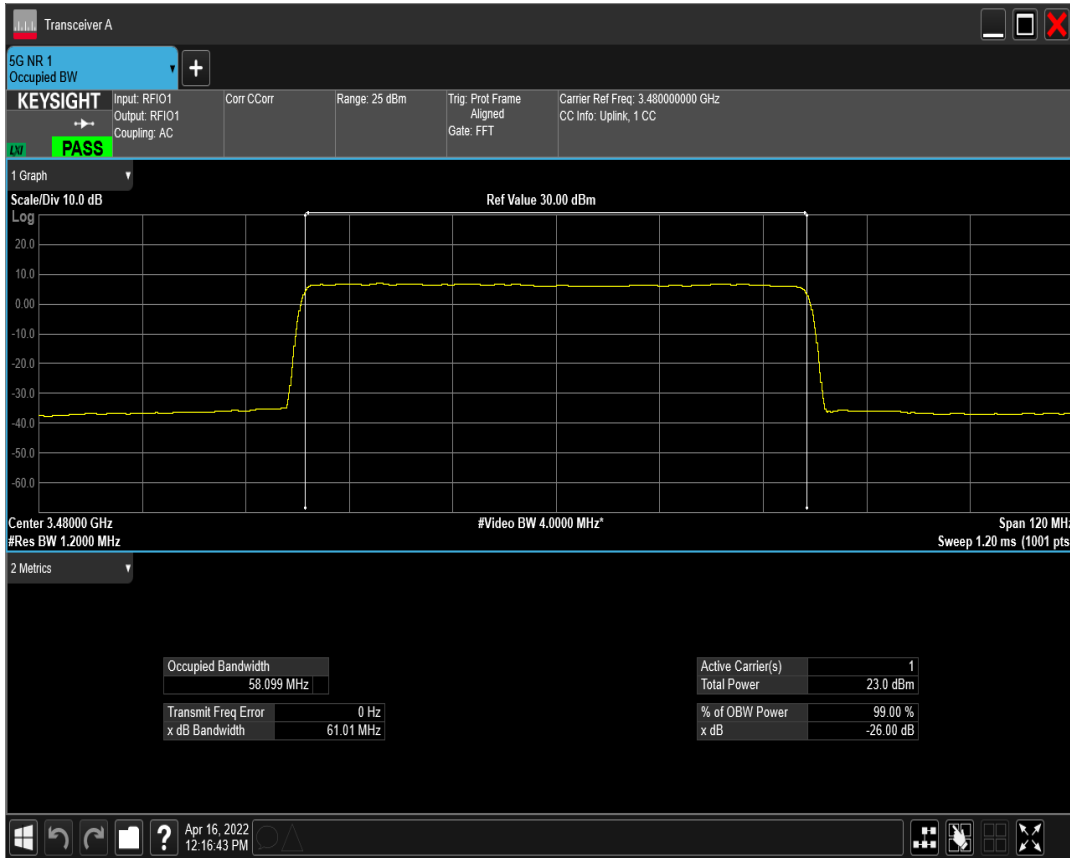 Transceiver A
5G NR 1
Occupied BW
+
KEYSIGHT
LXI
PASS
Input: RFIO1
Output: RFIO1
Coupling: AC
Corr CCorr
Range: 25 dBm
Trig: Prot Frame
Aligned
Gate: FFT
Carrier Ref Freq: 3.480000000 GHz
CC Info: Uplink, 1 CC
1 Graph
Scale/Div 10.0 dB
Ref Value 30.00 dBm
Log
20.0
10.0
0.00
-10.0
-20.0
-30.0
-40.0
-50.0
-60.0
Center 3.48000 GHz
#Video BW 4.0000 MHz*
Span 120 MHz
#Res BW 1.2000 MHz
Sweep 1.20 ms (1001 pts
2 Metrics
Occupied Bandwidth
58.099 MHz
Transmit Freq Error 0 Hz
x dB Bandwidth 61.01 MHz
Active Carrier(s) 1
Total Power 23.0 dBm
% of OBW Power 99.00 %
x dB -26.00 dB
?
Apr 16, 2022
12:16:43 PM